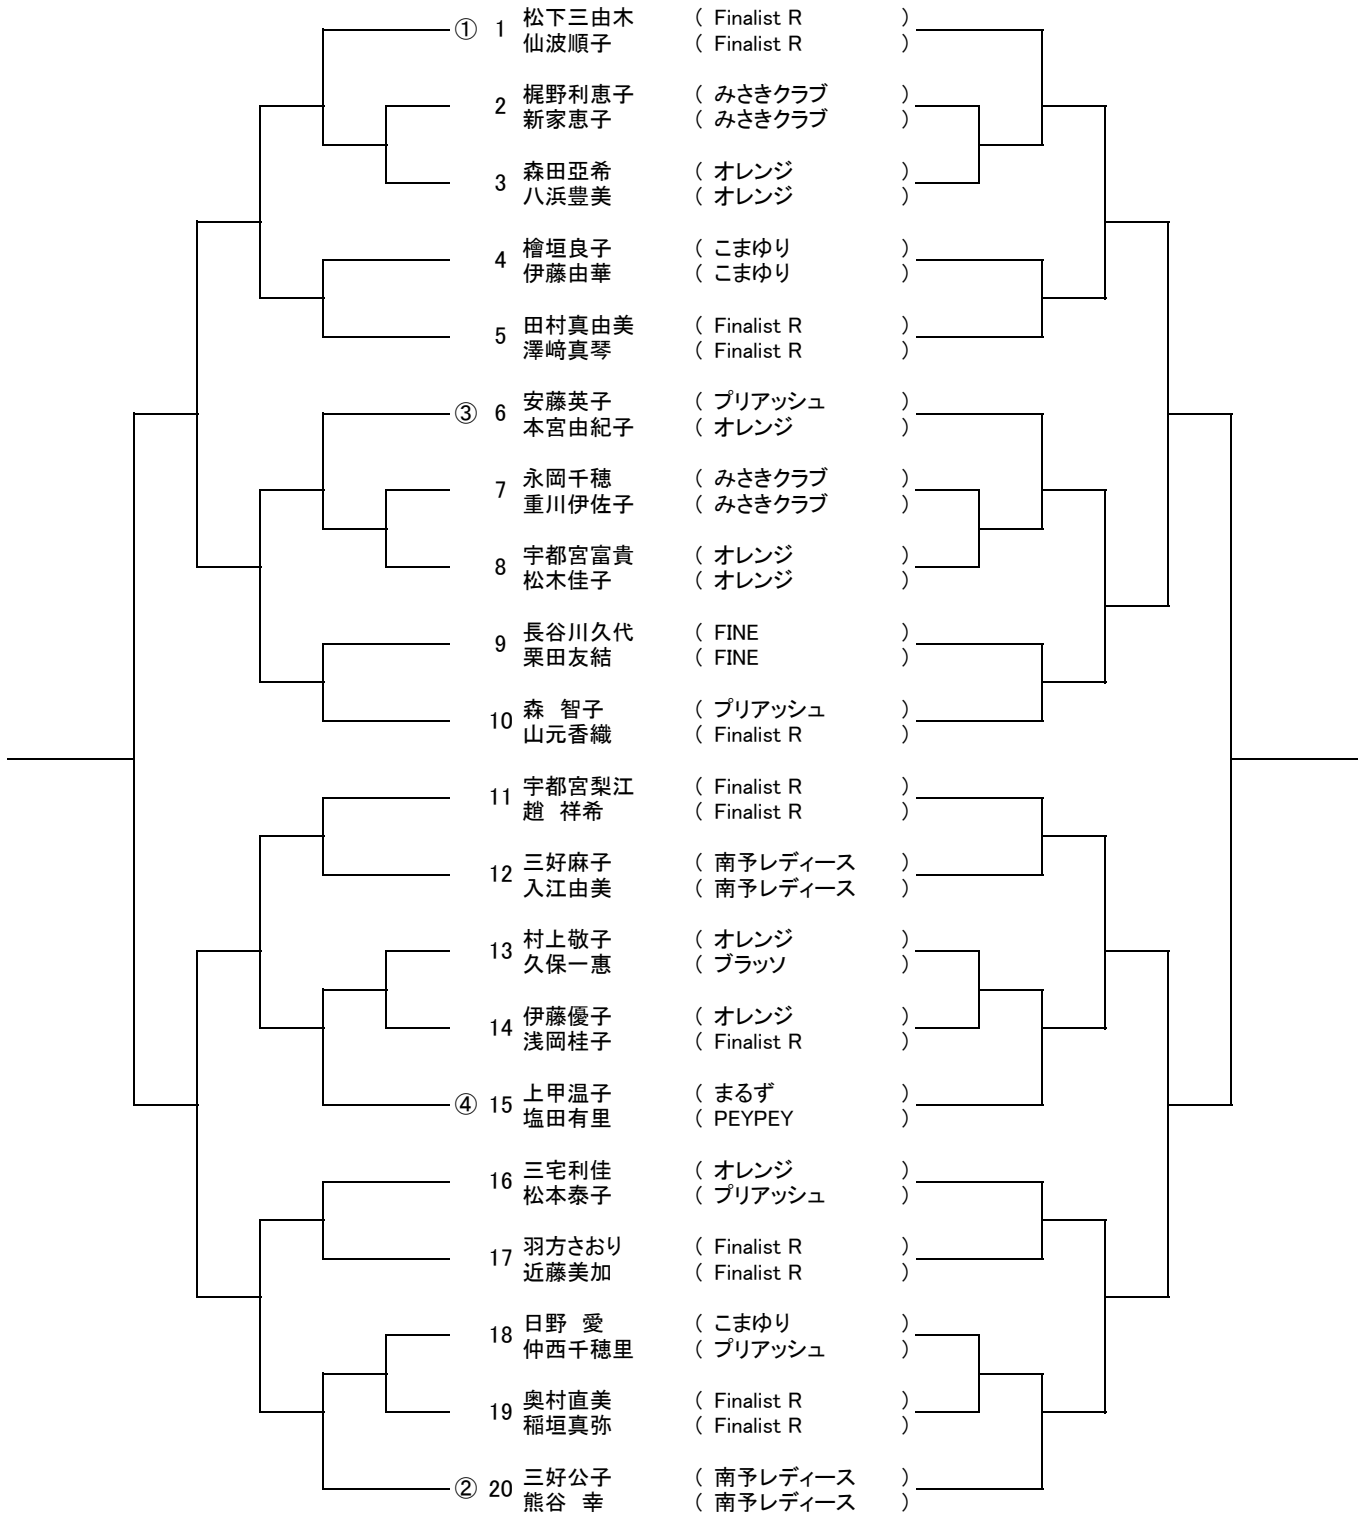 ① 1 松下三由木 ( Finalist R )
仙波順子 ( Finalist R )
2 梶野利恵子 ( みさきクラブ )
新家恵子 ( みさきクラブ )
3 森田亞希 ( オレンジ )
八浜豊美 ( オレンジ )
4 檜垣良子 ( こまゆり )
伊藤由華 ( こまゆり )
5 田村真由美 ( Finalist R )
澤﨑真琴 ( Finalist R )
③ 6 安藤英子 ( プリアッシュ )
本宮由紀子 ( オレンジ )
7 永岡千穂 ( みさきクラブ )
重川伊佐子 ( みさきクラブ )
8 宇都宮富貴 ( オレンジ )
松木佳子 ( オレンジ )
9 長谷川久代 ( FINE )
栗田友結 ( FINE )
10 森　智子 ( プリアッシュ )
山元香織 ( Finalist R )
11 宇都宮梨江 ( Finalist R )
趙　祥希 ( Finalist R )
12 三好麻子 ( 南予レディース )
入江由美 ( 南予レディース )
13 村上敬子 ( オレンジ )
久保一惠 ( ブラッソ )
14 伊藤優子 ( オレンジ )
浅岡桂子 ( Finalist R )
④ 15 上甲温子 ( まるず )
塩田有里 ( PEYPEY )
16 三宅利佳 ( オレンジ )
松本泰子 ( プリアッシュ )
17 羽方さおり ( Finalist R )
近藤美加 ( Finalist R )
18 日野　愛 ( こまゆり )
仲西千穂里 ( プリアッシュ )
19 奥村直美 ( Finalist R )
稲垣真弥 ( Finalist R )
② 20 三好公子 ( 南予レディース )
熊谷　幸 ( 南予レディース )